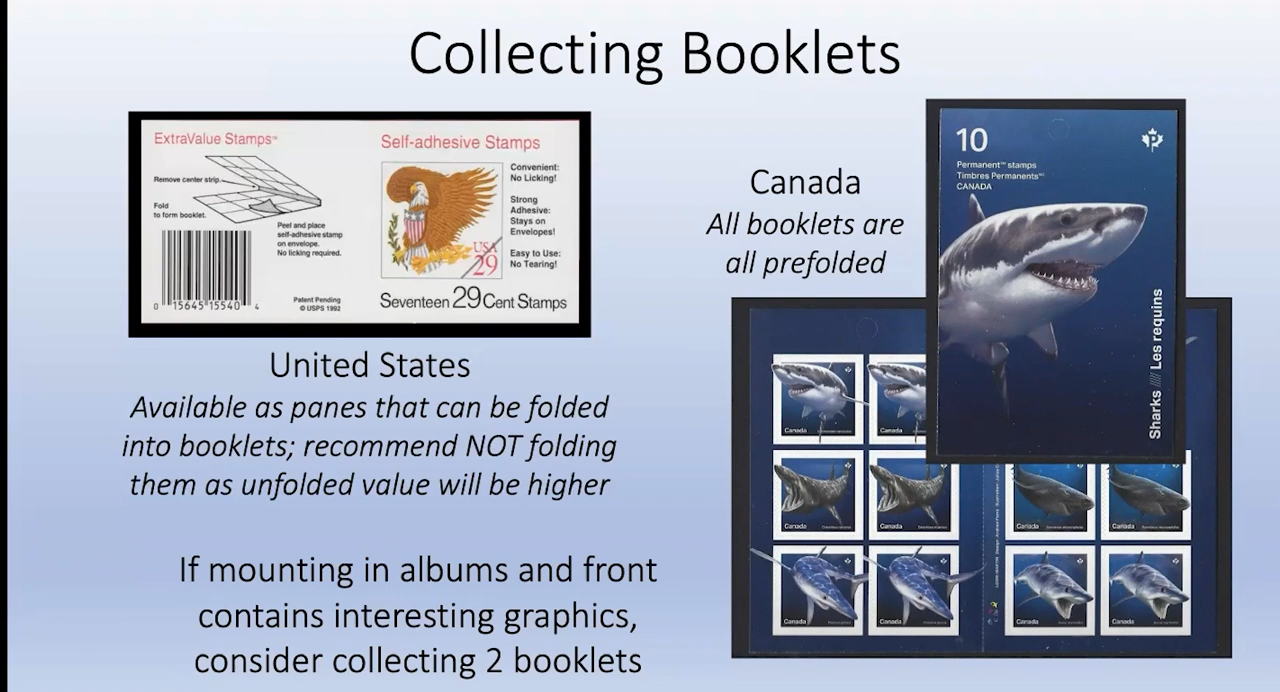 Collecting Booklets
ExtraValue Stamps™
Remove center strip.
Fold
to form booklet.
Peel and place
self-adhesive stamp
on envelope.
No licking required.
0 15645 15540 4
Patent Pending
© USPS 1992
Self-adhesive Stamps
Convenient:
No Licking!
Strong
Adhesive:
Stays on
Envelopes!
Easy to Use:
No Tearing!
USA
29
Seventeen 29 Cent Stamps
United States
Available as panes that can be folded
into booklets; recommend NOT folding
them as unfolded value will be higher
If mounting in albums and front
contains interesting graphics,
consider collecting 2 booklets
Canada
All booklets are
all prefolded
10
P
Permanent™ stamps
Timbres Permanents™
CANADA
Sharks //// Les requins
Canada
Canada
Canada
Canada
Canada
Canada
Canada
Canada
Canada
Canada